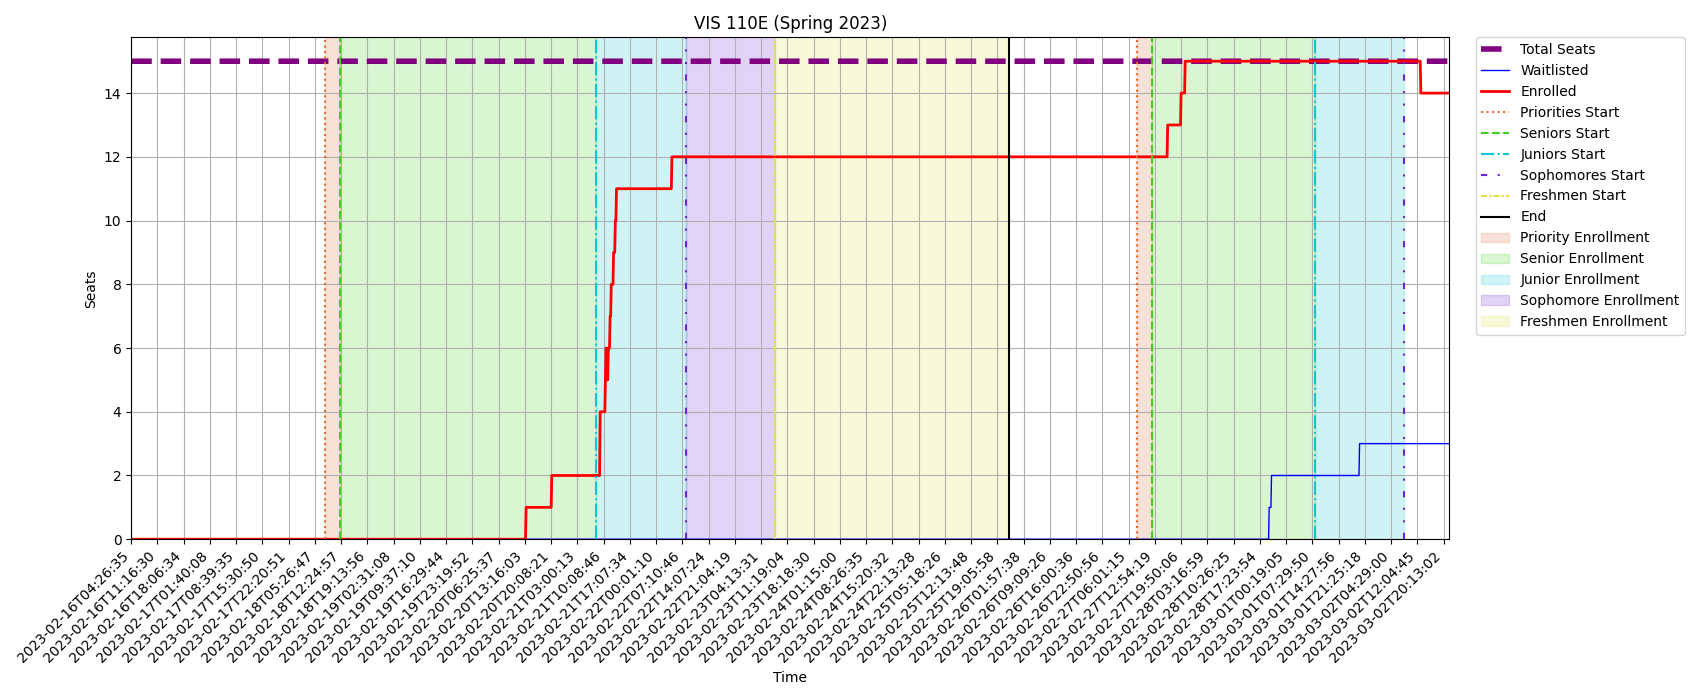 VIS 110E (Spring 2023)
Seats
14
12
10
8
6
4
2
0
2023-02-16T04:26:35
2023-02-16T11:16:30
2023-02-16T18:06:34
2023-02-17T01:40:08
2023-02-17T08:39:35
2023-02-17T15:30:50
2023-02-17T22:20:51
2023-02-18T05:26:47
2023-02-18T12:24:57
2023-02-18T19:13:56
2023-02-19T02:31:08
2023-02-19T09:37:10
2023-02-19T16:29:44
2023-02-19T23:19:52
2023-02-20T06:25:37
2023-02-20T13:16:03
2023-02-20T20:08:21
2023-02-21T03:00:13
2023-02-21T10:08:46
2023-02-21T17:07:34
2023-02-22T00:01:10
2023-02-22T07:10:46
2023-02-22T14:07:24
2023-02-22T21:04:19
2023-02-23T04:13:31
2023-02-23T11:19:04
2023-02-23T18:18:30
2023-02-24T01:15:00
2023-02-24T08:26:35
2023-02-24T15:20:32
2023-02-24T22:13:28
2023-02-25T05:18:26
2023-02-25T12:13:48
2023-02-25T19:05:58
2023-02-26T01:57:38
2023-02-26T09:09:26
2023-02-26T16:00:36
2023-02-26T22:50:56
2023-02-27T06:01:15
2023-02-27T12:54:19
2023-02-27T19:50:06
2023-02-28T03:16:59
2023-02-28T10:26:25
2023-02-28T17:23:54
2023-03-01T00:19:05
2023-03-01T07:29:50
2023-03-01T14:27:56
2023-03-01T21:25:18
2023-03-02T04:29:00
2023-03-02T12:04:45
2023-03-02T20:13:02
Time
Total Seats
Waitlisted
Enrolled
Priorities Start
Seniors Start
Juniors Start
Sophomores Start
Freshmen Start
End
Priority Enrollment
Senior Enrollment
Junior Enrollment
Sophomore Enrollment
Freshmen Enrollment